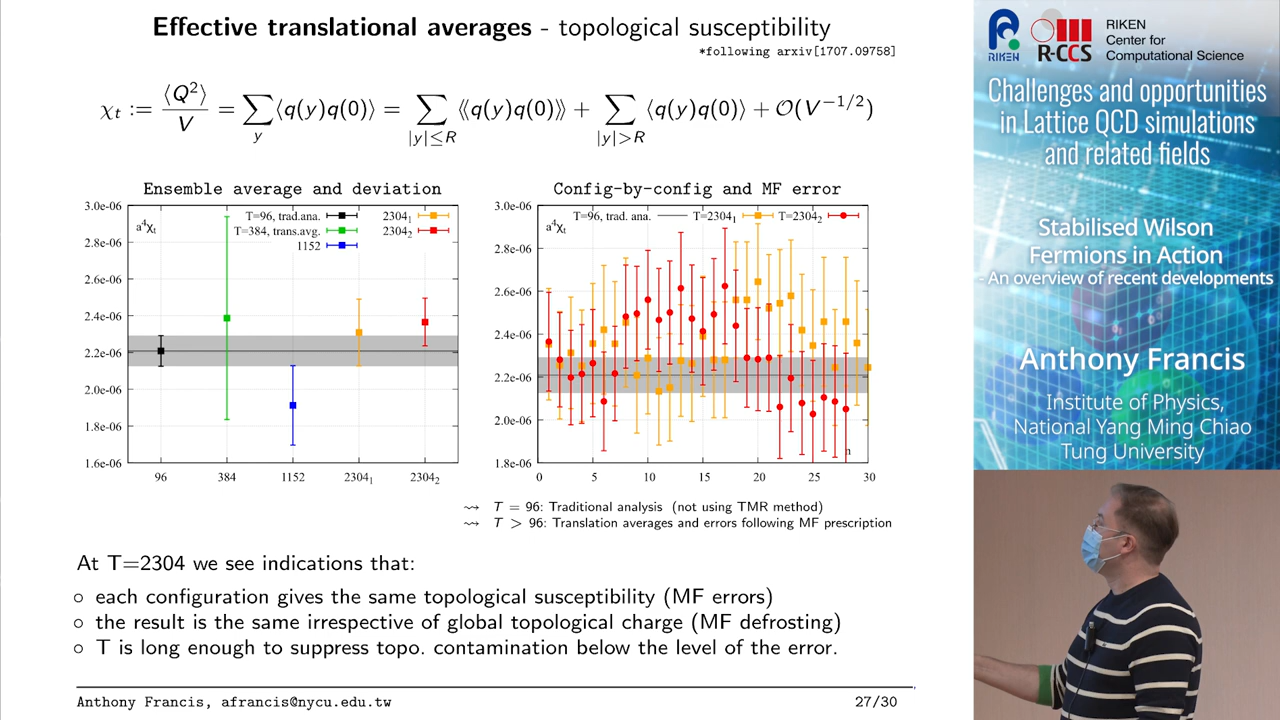 Effective translational averages - topological susceptibility
*following arxiv[1707.09758]
χt := ⟨Q²⟩/V = ∑y ⟨q(y)q(0)⟩ = ∑|y|≤R ⟪q(y)q(0)⟫ + ∑|y|>R ⟨q(y)q(0)⟩ + O(V^−1/2)
Ensemble average and deviation
3.0e-06
2.8e-06
2.6e-06
2.4e-06
2.2e-06
2.0e-06
1.8e-06
1.6e-06
a⁴χt
T=96, trad.ana.
T=384, trans.avg.
1152
2304₁
2304₂
96 384 1152 2304₁ 2304₂
Config-by-config and MF error
3.0e-06
2.8e-06
2.6e-06
2.4e-06
2.2e-06
2.0e-06
1.8e-06
a⁴χt
T=96, trad. ana. T=2304₁ T=2304₂
n
0 5 10 15 20 25 30
⇝ T = 96: Traditional analysis (not using TMR method)
⇝ T > 96: Translation averages and errors following MF prescription
At T=2304 we see indications that:
○ each configuration gives the same topological susceptibility (MF errors)
○ the result is the same irrespective of global topological charge (MF defrosting)
○ T is long enough to suppress topo. contamination below the level of the error.
Anthony Francis, afrancis@nycu.edu.tw 27/30
RIKEN
R-CCS
RIKEN
Center for
Computational Science
Challenges and opportunities
in Lattice QCD simulations
and related fields
Stabilised Wilson
Fermions in Action
- An overview of recent developments
Anthony Francis
Institute of Physics,
National Yang Ming Chiao
Tung University